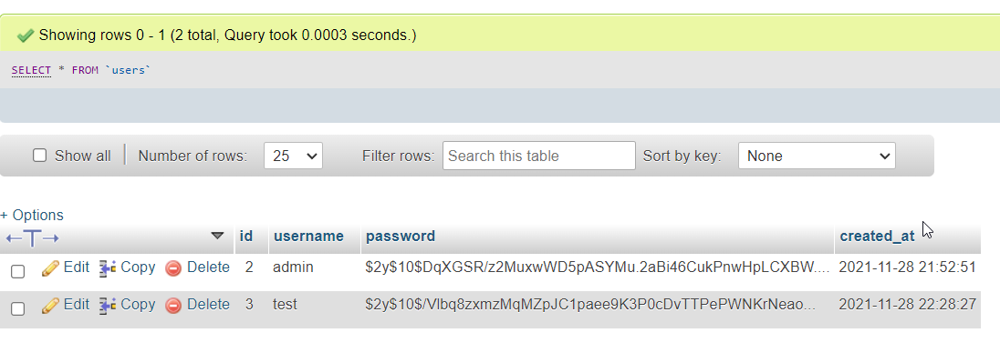 Showing rows 0 - 1 (2 total, Query took 0.0003 seconds.)
SELECT * FROM `users`
Show all Number of rows: 25 Filter rows: Search this table Sort by key: None
+ Options
←T→ id username password created_at
Edit Copy Delete 2 admin $2y$10$DqXGSR/z2MuxwWD5pASYMu.2aBi46CukPnwHpLCXBW.... 2021-11-28 21:52:51
Edit Copy Delete 3 test $2y$10$/Vlbq8zxmzMqMZpJC1paee9K3P0cDvTTPePWNKrNeao... 2021-11-28 22:28:27